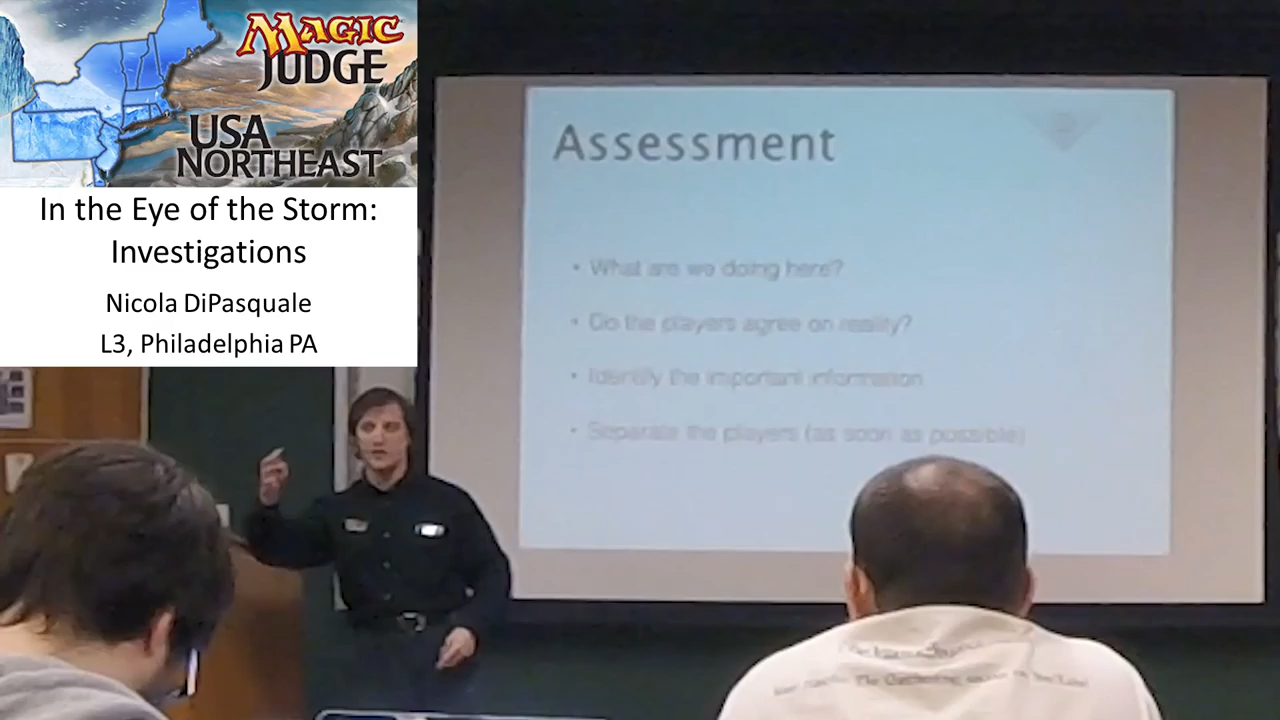 MAGIC
JUDGE
USA
NORTHEAST
In the Eye of the Storm:
Investigations
Nicola DiPasquale
L3, Philadelphia PA
Assessment
• What are we doing here?
• Do the players agree on reality?
• Identify the important information
• Separate the players (as soon as possible)
The Gathering